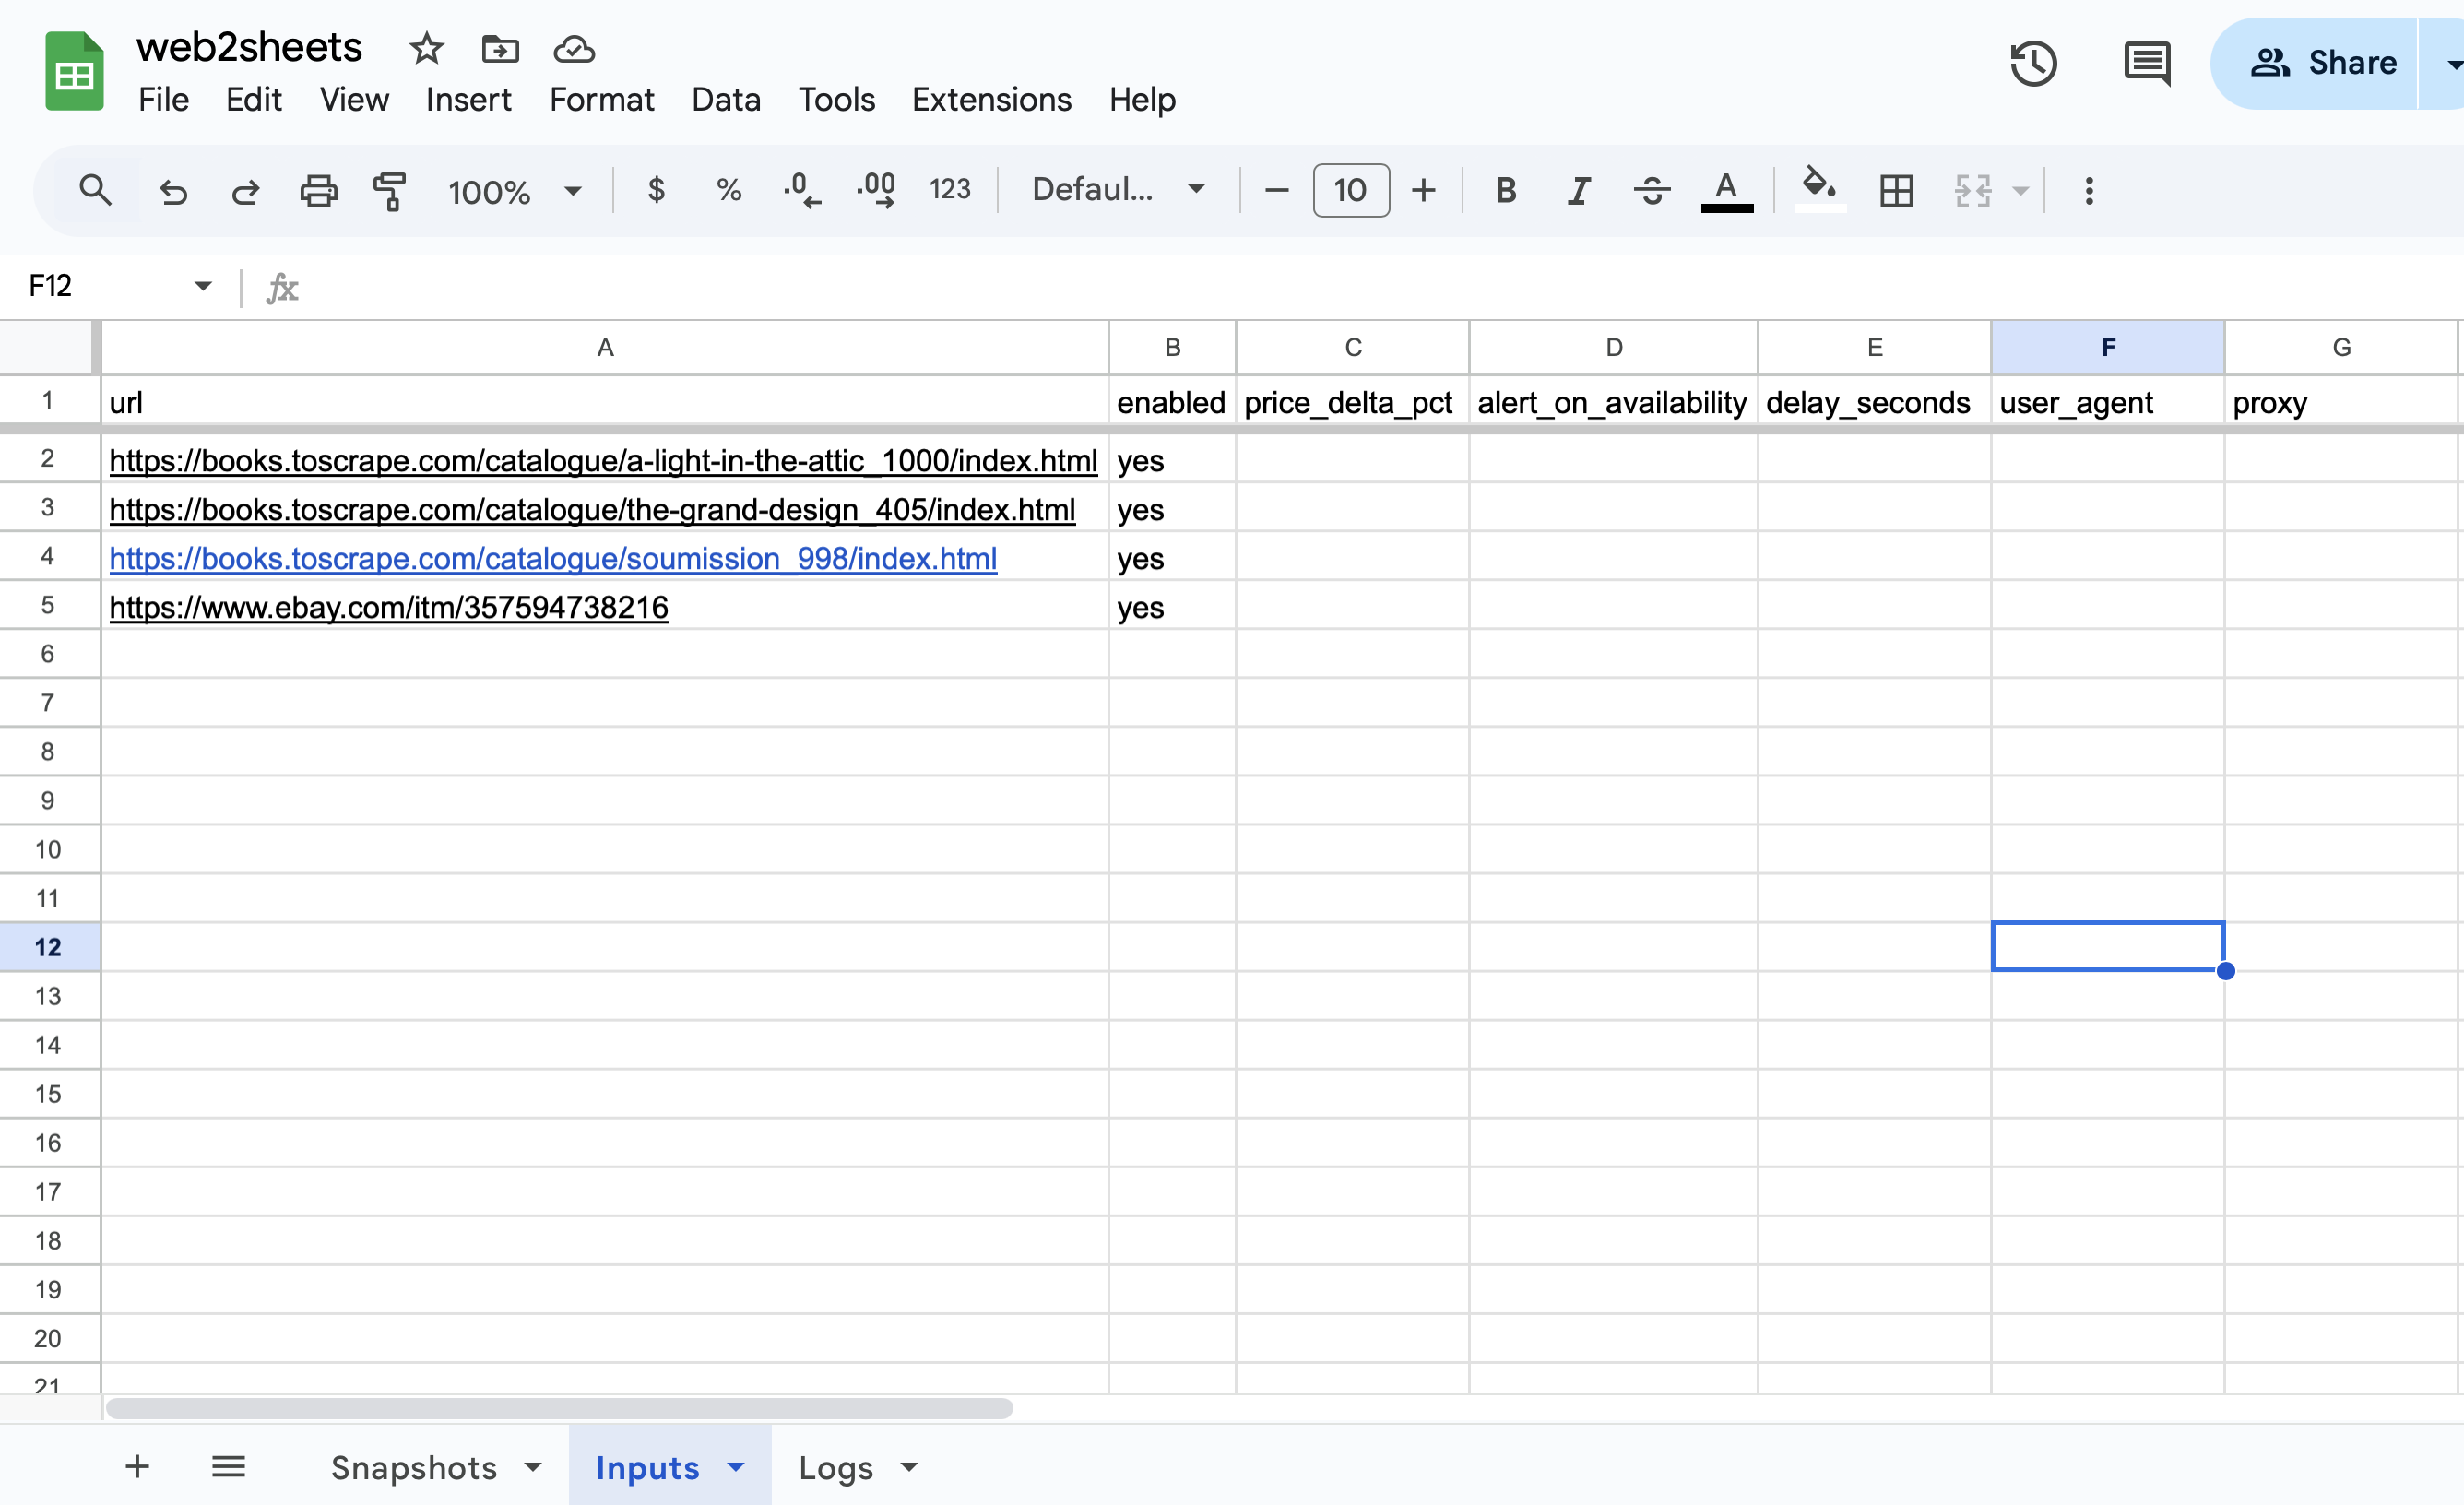 web2sheets
Share
File Edit View Insert Format Data Tools Extensions Help
100% $ % .0 .00 123 Defaul... 10 B I S A
F12 fx
A B C D E F G
1 url enabled price_delta_pct alert_on_availability delay_seconds user_agent proxy
2 https://books.toscrape.com/catalogue/a-light-in-the-attic_1000/index.html yes
3 https://books.toscrape.com/catalogue/the-grand-design_405/index.html yes
4 https://books.toscrape.com/catalogue/soumission_998/index.html yes
5 https://www.ebay.com/itm/357594738216 yes
6
7
8
9
10
11
12
13
14
15
16
17
18
19
20
21
Snapshots Inputs Logs